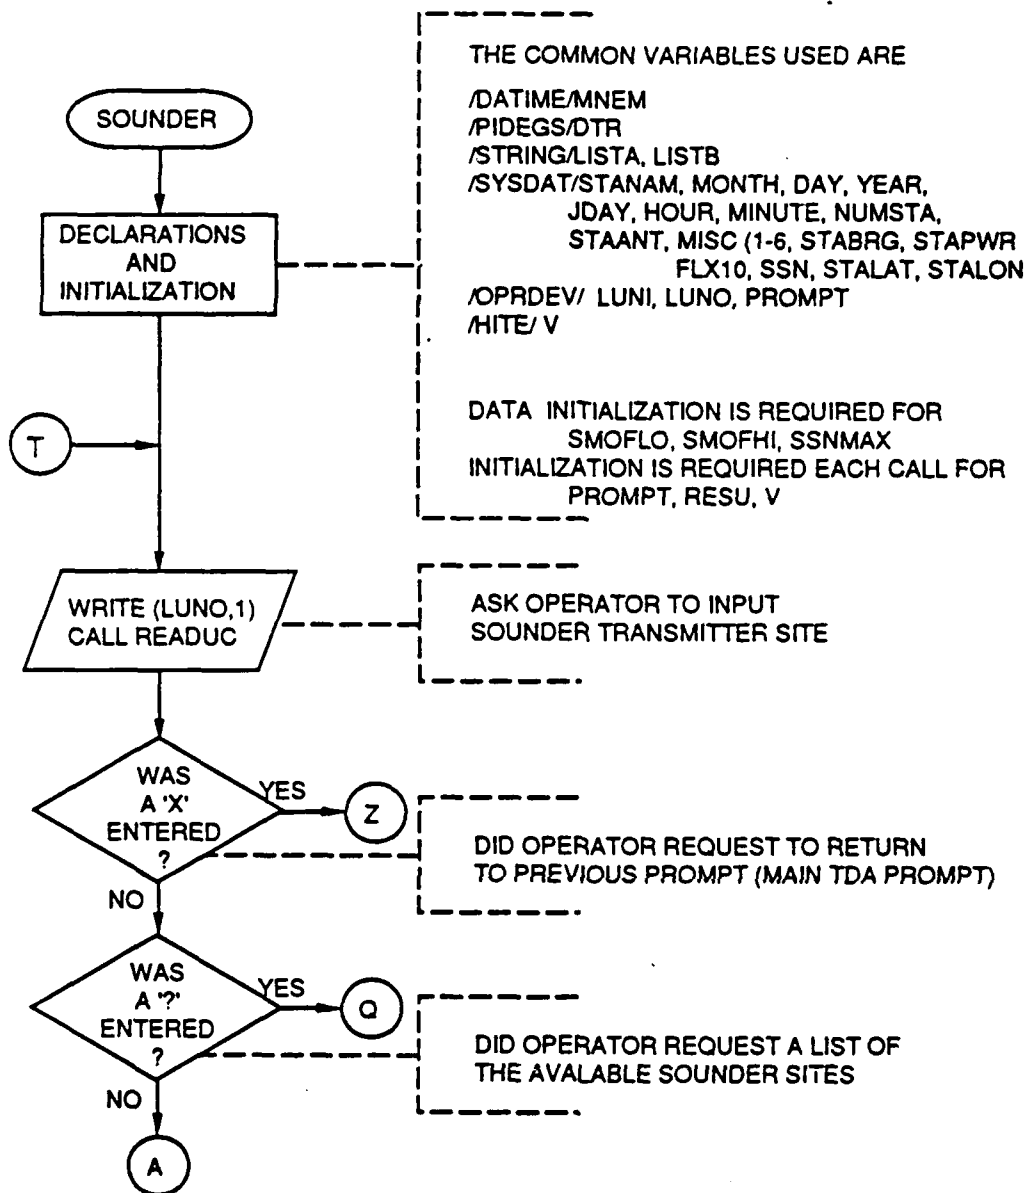 SOUNDER
DECLARATIONS
AND
INITIALIZATION
THE COMMON VARIABLES USED ARE
/DATIME/MNEM
/PIDEGS/DTR
/STRING/LISTA, LISTB
/SYSDAT/STANAM, MONTH, DAY, YEAR,
JDAY, HOUR, MINUTE, NUMSTA,
STAANT, MISC (1-6, STABRG, STAPWR
FLX10, SSN, STALAT, STALON
/OPRDEV/ LUNI, LUNO, PROMPT
/HITE/ V
DATA INITIALIZATION IS REQUIRED FOR
SMOFLO, SMOFHI, SSNMAX
INITIALIZATION IS REQUIRED EACH CALL FOR
PROMPT, RESU, V
T
WRITE (LUNO,1)
CALL READUC
ASK OPERATOR TO INPUT
SOUNDER TRANSMITTER SITE
WAS
A 'X'
ENTERED
?
YES
Z
NO
DID OPERATOR REQUEST TO RETURN
TO PREVIOUS PROMPT (MAIN TDA PROMPT)
WAS
A '?'
ENTERED
?
YES
Q
NO
DID OPERATOR REQUEST A LIST OF
THE AVALABLE SOUNDER SITES
A